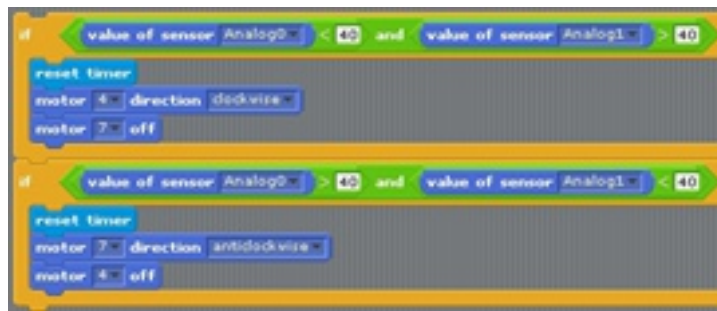 if value of sensor Analog0 < 40 and value of sensor Analog1 > 40
reset timer
motor 4 direction clockwise
motor 7 off
if value of sensor Analog0 > 40 and value of sensor Analog1 < 40
reset timer
motor 7 direction anticlockwise
motor 4 off